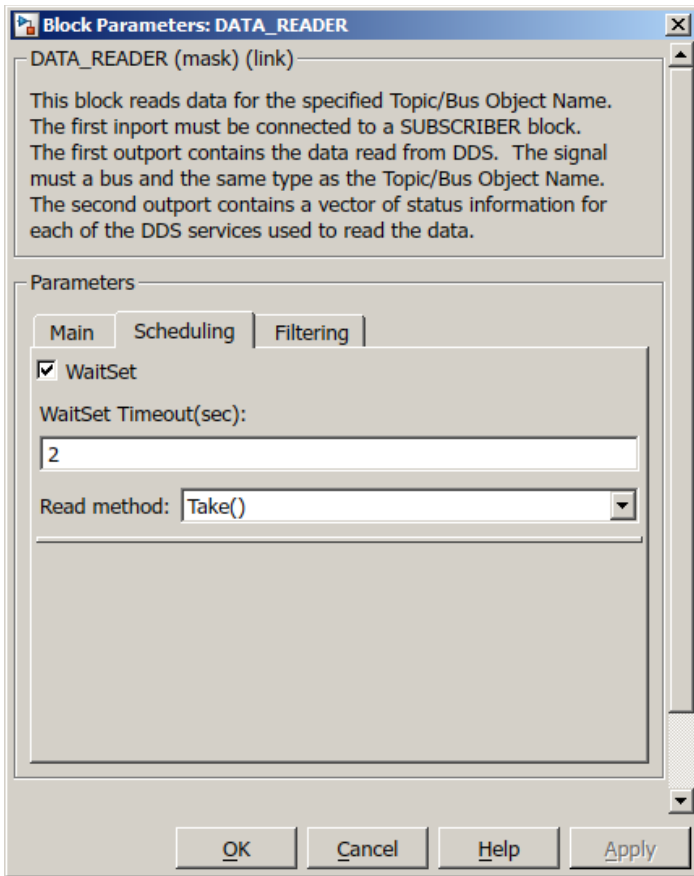 Block Parameters: DATA_READER
DATA_READER (mask) (link)
This block reads data for the specified Topic/Bus Object Name.
The first inport must be connected to a SUBSCRIBER block.
The first outport contains the data read from DDS. The signal
must a bus and the same type as the Topic/Bus Object Name.
The second outport contains a vector of status information for
each of the DDS services used to read the data.
Parameters
Main Scheduling Filtering
WaitSet
WaitSet Timeout(sec):
2
Read method: Take()
OK Cancel Help Apply